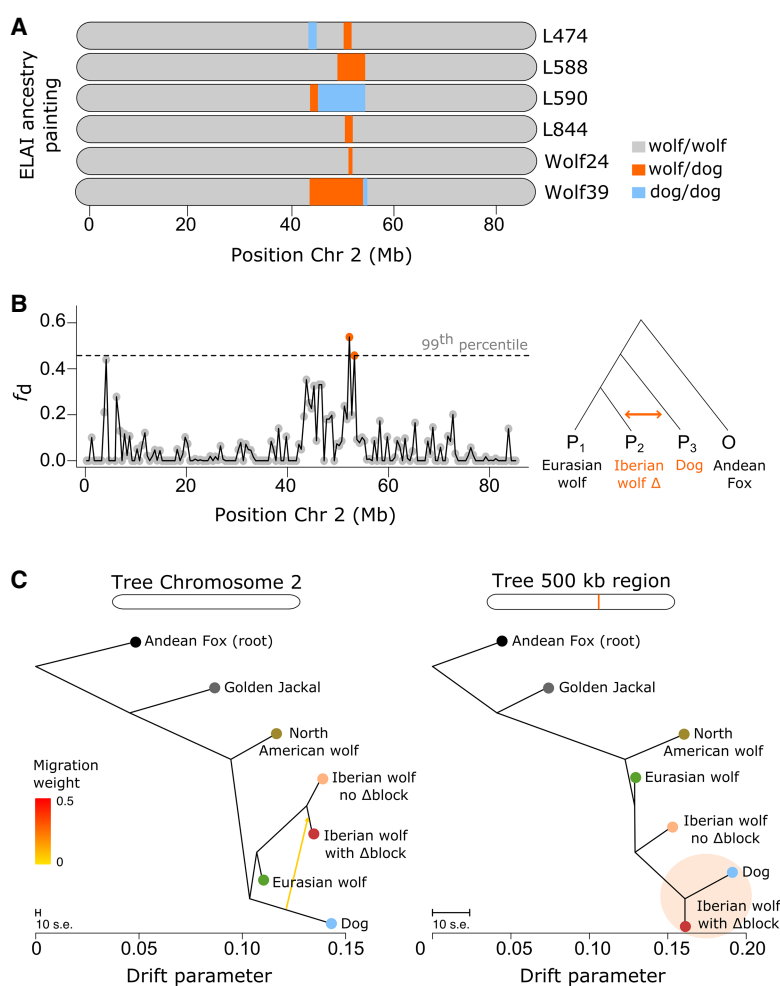 A
ELAI ancestry
painting
L474
L588
L590
L844
Wolf24
Wolf39
wolf/wolf
wolf/dog
dog/dog
0 20 40 60 80
Position Chr 2 (Mb)
B
fd
0.6
0.4
0.2
0.0
99th percentile
0 20 40 60 80
Position Chr 2 (Mb)
P1 P2 P3 O
Eurasian wolf
Iberian wolf Δ
Dog
Andean Fox
C
Tree Chromosome 2
Andean Fox (root)
Golden Jackal
North
American wolf
Migration
weight
0.5
0
Iberian wolf
no Δblock
Iberian wolf
with Δblock
Eurasian wolf
Dog
10 s.e.
0 0.05 0.10 0.15
Drift parameter
Tree 500 kb region
Andean Fox (root)
Golden Jackal
North
American wolf
Eurasian wolf
Iberian wolf
no Δblock
Dog
Iberian wolf
with Δblock
10 s.e.
0 0.05 0.10 0.15 0.20
Drift parameter